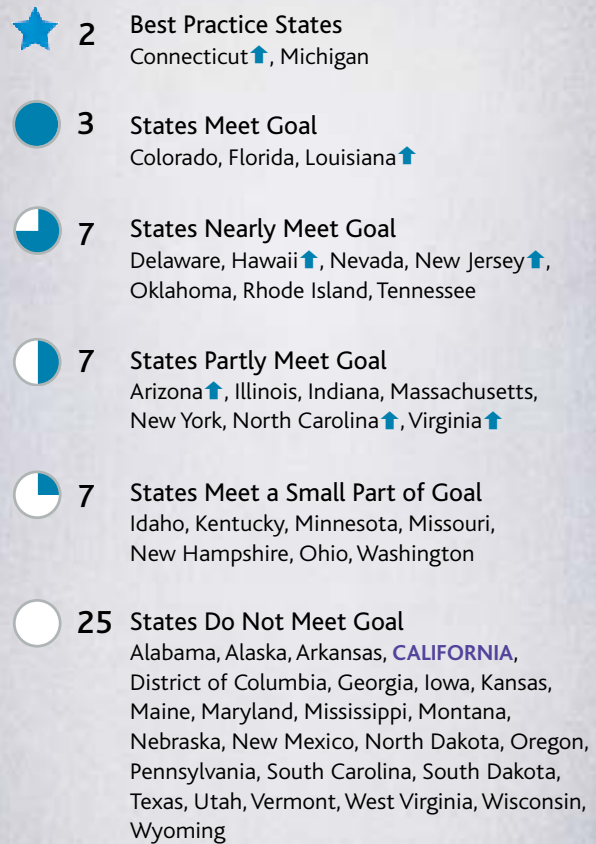 2 Best Practice States
Connecticut⬆, Michigan
3 States Meet Goal
Colorado, Florida, Louisiana⬆
7 States Nearly Meet Goal
Delaware, Hawaii⬆, Nevada, New Jersey⬆,
Oklahoma, Rhode Island, Tennessee
7 States Partly Meet Goal
Arizona⬆, Illinois, Indiana, Massachusetts,
New York, North Carolina⬆, Virginia⬆
7 States Meet a Small Part of Goal
Idaho, Kentucky, Minnesota, Missouri,
New Hampshire, Ohio, Washington
25 States Do Not Meet Goal
Alabama, Alaska, Arkansas, CALIFORNIA,
District of Columbia, Georgia, Iowa, Kansas,
Maine, Maryland, Mississippi, Montana,
Nebraska, New Mexico, North Dakota, Oregon,
Pennsylvania, South Carolina, South Dakota,
Texas, Utah, Vermont, West Virginia, Wisconsin,
Wyoming